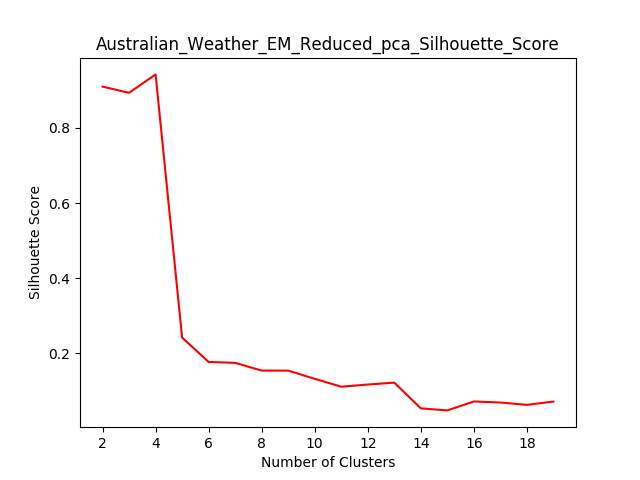 Australian_Weather_EM_Reduced_pca_Silhouette_Score
Silhouette Score
0.8
0.6
0.4
0.2
2 4 6 8 10 12 14 16 18
Number of Clusters